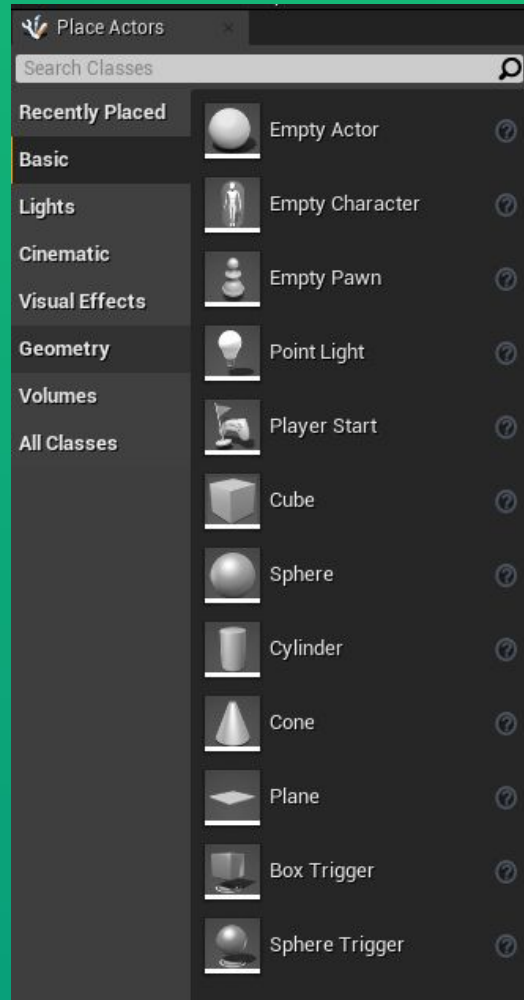 Place Actors
Search Classes
Recently Placed
Basic
Lights
Cinematic
Visual Effects
Geometry
Volumes
All Classes
Empty Actor
Empty Character
Empty Pawn
Point Light
Player Start
Cube
Sphere
Cylinder
Cone
Plane
Box Trigger
Sphere Trigger